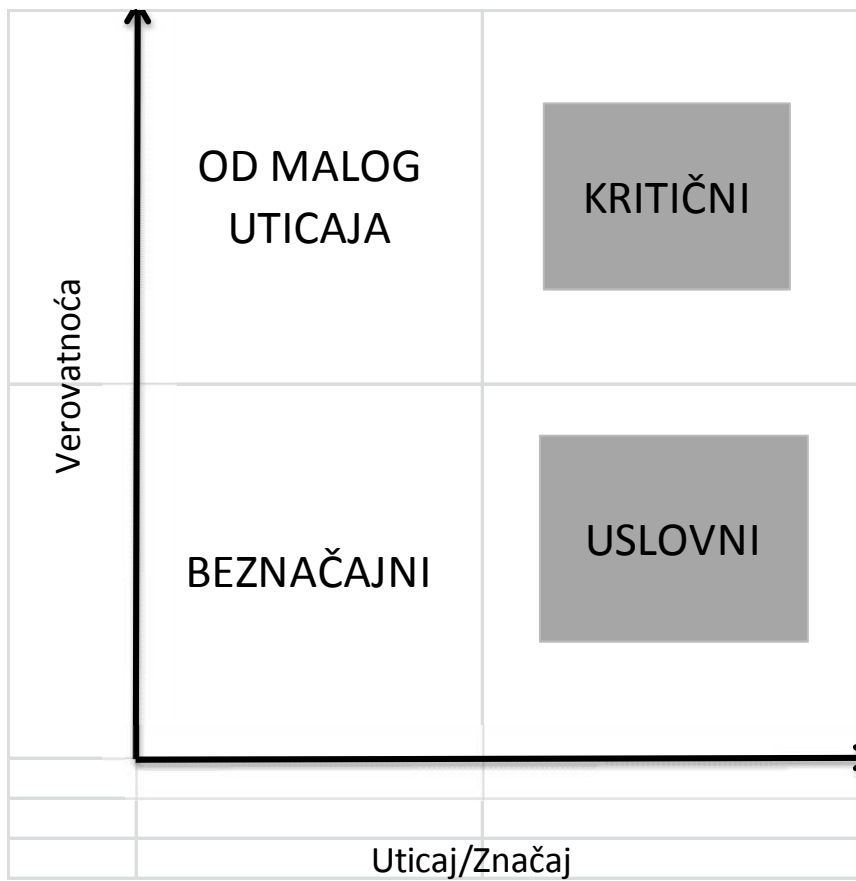 OD MALOG
UTICAJA
KRITIČNI
Verovatnoća
BEZNAČAJNI
USLOVNI
Uticaj/Značaj